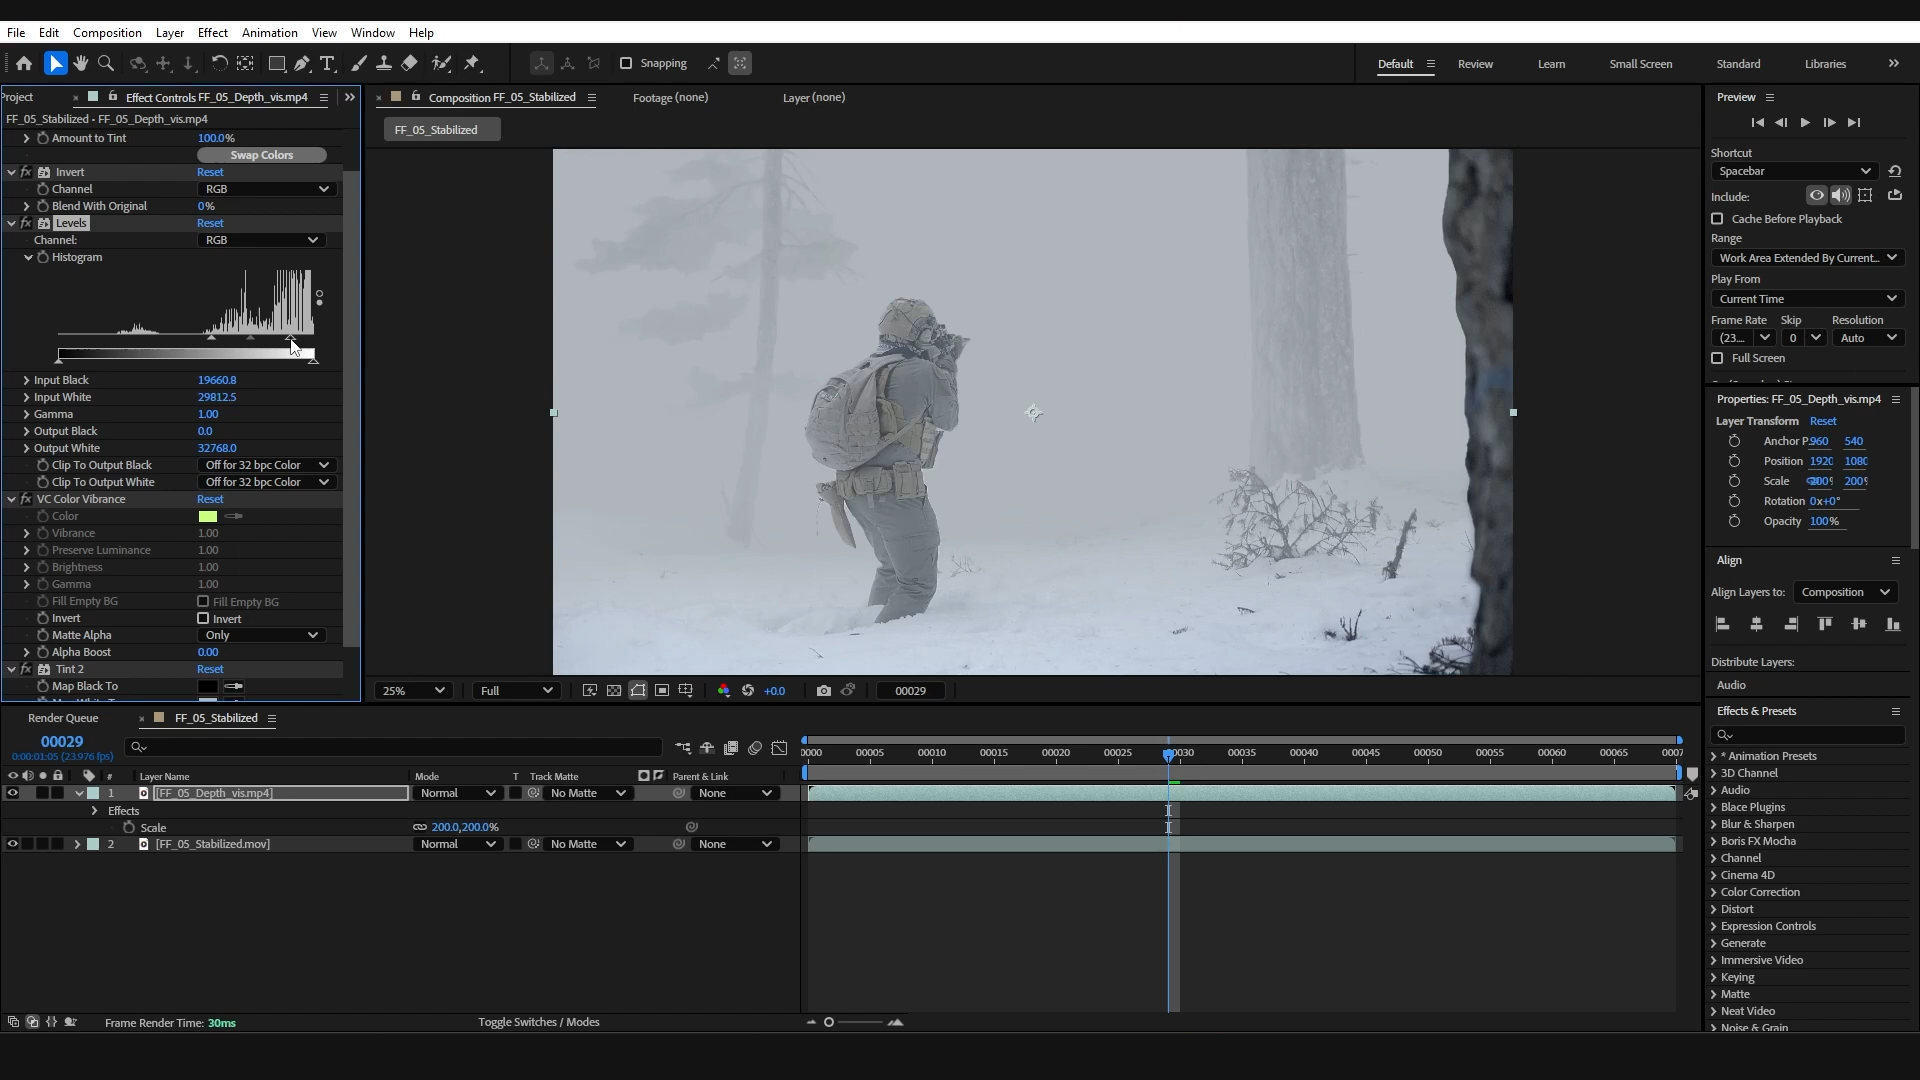 File Edit Composition Layer Effect Animation View Window Help
Snapping
Default Review Learn Small Screen Standard Libraries
Project
Effect Controls FF_05_Depth_vis.mp4
FF_05_Stabilized • FF_05_Depth_vis.mp4
Amount to Tint 100.0%
Swap Colors
fx Invert Reset
Channel RGB
Blend With Original 0%
fx Levels Reset
Channel: RGB
Histogram
Input Black 19660.8
Input White 29812.5
Gamma 1.00
Output Black 0.0
Output White 32768.0
Clip To Output Black Off for 32 bpc Color
Clip To Output White Off for 32 bpc Color
fx VC Color Vibrance Reset
Color
Vibrance 1.00
Preserve Luminance 1.00
Brightness 1.00
Gamma 1.00
Fill Empty BG Fill Empty BG
Invert Invert
Matte Alpha Only
Alpha Boost 0.00
fx Tint 2 Reset
Map Black To
Composition FF_05_Stabilized
Footage (none)
Layer (none)
FF_05_Stabilized
25% Full +0.0 00029
Preview
Shortcut
Spacebar
Include:
Cache Before Playback
Range
Work Area Extended By Current...
Play From
Current Time
Frame Rate Skip Resolution
(23.... 0 Auto
Full Screen
Properties: FF_05_Depth_vis.mp4
Layer Transform Reset
Anchor P. 960 540
Position 1920 1080
Scale 200% 200%
Rotation 0x+0°
Opacity 100%
Align
Align Layers to: Composition
Distribute Layers:
Audio
Effects & Presets
* Animation Presets
3D Channel
Audio
Blace Plugins
Blur & Sharpen
Boris FX Mocha
Channel
Cinema 4D
Color Correction
Distort
Expression Controls
Generate
Immersive Video
Keying
Matte
Neat Video
Noise & Grain
Render Queue
FF_05_Stabilized
00029
0:00:01:05 (23.976 fps)
# Layer Name Mode T Track Matte Parent & Link
1 [FF_05_Depth_vis.mp4] Normal No Matte None
Effects
Scale 200.0,200.0%
2 [FF_05_Stabilized.mov] Normal No Matte None
0000 00005 00010 00015 00020 00025 00030 00035 00040 00045 00050 00055 00060 00065 0007
Frame Render Time: 30ms
Toggle Switches / Modes